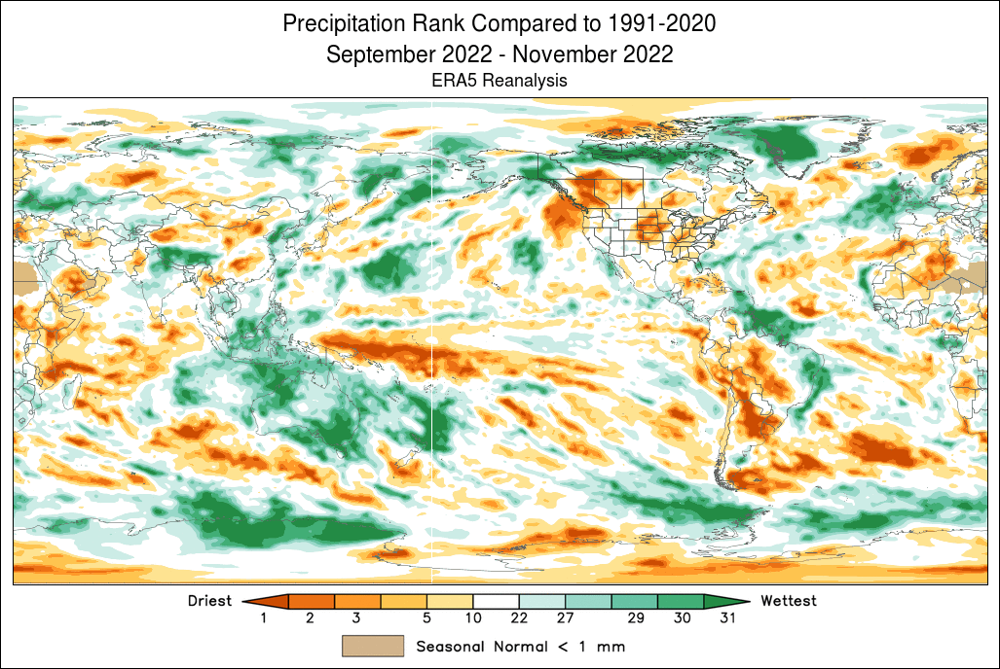 Precipitation Rank Compared to 1991-2020
September 2022 - November 2022
ERA5 Reanalysis
Driest 1 2 3 5 10 22 27 29 30 31 Wettest
Seasonal Normal < 1 mm